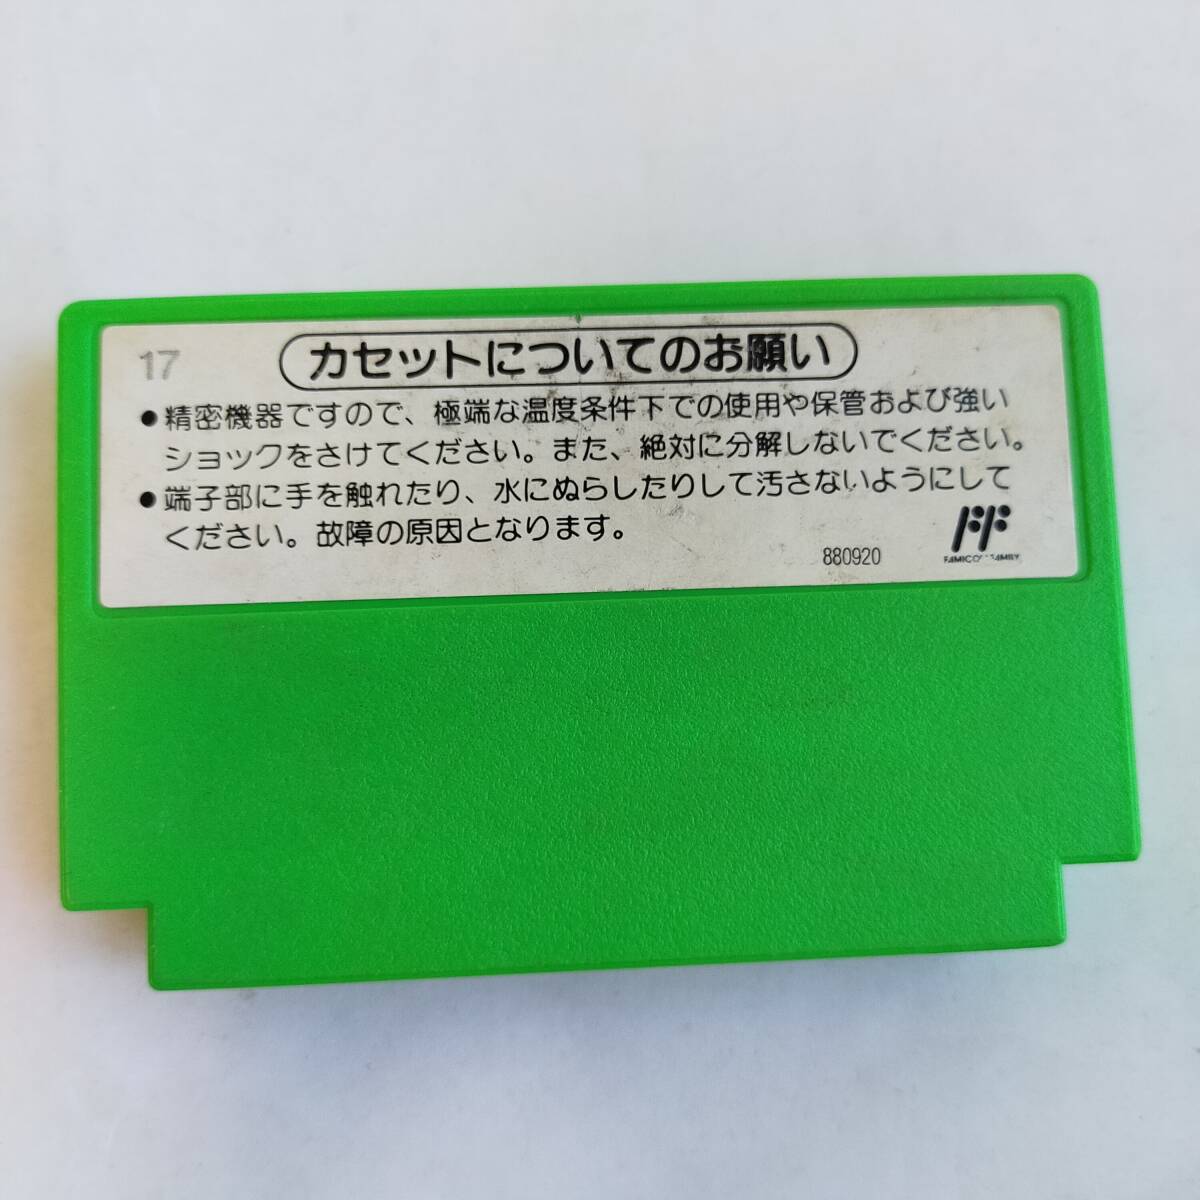 17
カセットについてのお願い
●精密機器ですので、極端な温度条件下での使用や保管および強い
ショックをさけてください。また、絶対に分解しないでください。
●端子部に手を触れたり、水にぬらしたりして汚さないようにして
ください。故障の原因となります。
880920
FAMICOM FAMILY